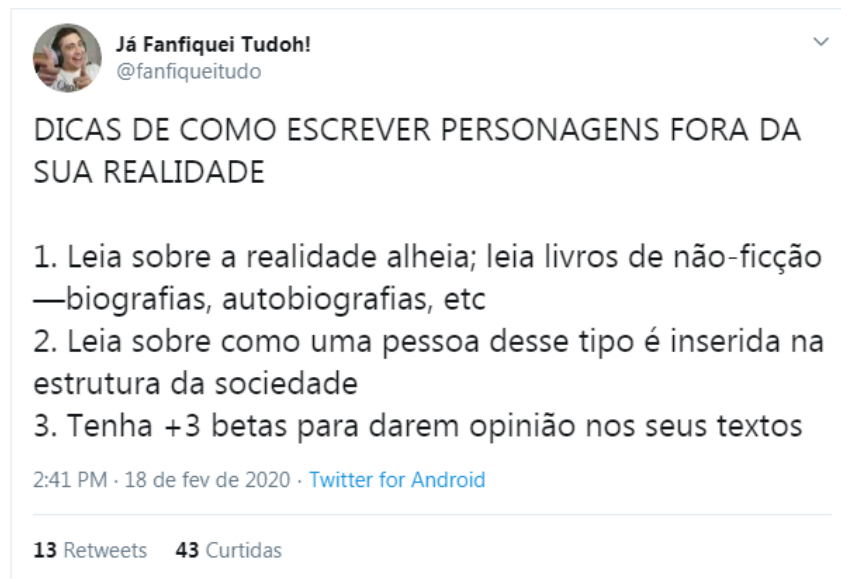 Já Fanfiquei Tudoh!
@fanfiqueitudo
DICAS DE COMO ESCREVER PERSONAGENS FORA DA
SUA REALIDADE
1. Leia sobre a realidade alheia; leia livros de não-ficção
—biografias, autobiografias, etc
2. Leia sobre como uma pessoa desse tipo é inserida na
estrutura da sociedade
3. Tenha +3 betas para darem opinião nos seus textos
2:41 PM · 18 de fev de 2020 · Twitter for Android
13 Retweets 43 Curtidas